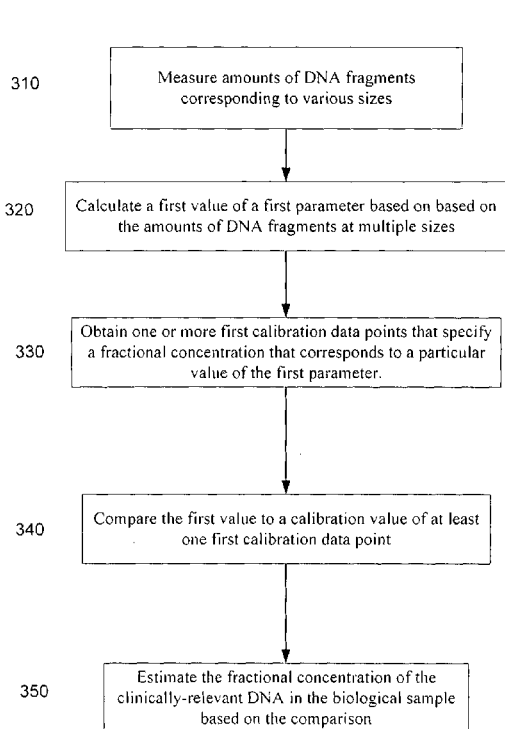 310
Measure amounts of DNA fragments
corresponding to various sizes
320
Calculate a first value of a first parameter based on based on
the amounts of DNA fragments at multiple sizes
330
Obtain one or more first calibration data points that specify
a fractional concentration that corresponds to a particular
value of the first parameter.
340
Compare the first value to a calibration value of at least
one first calibration data point
350
Estimate the fractional concentration of the
clinically-relevant DNA in the biological sample
based on the comparison